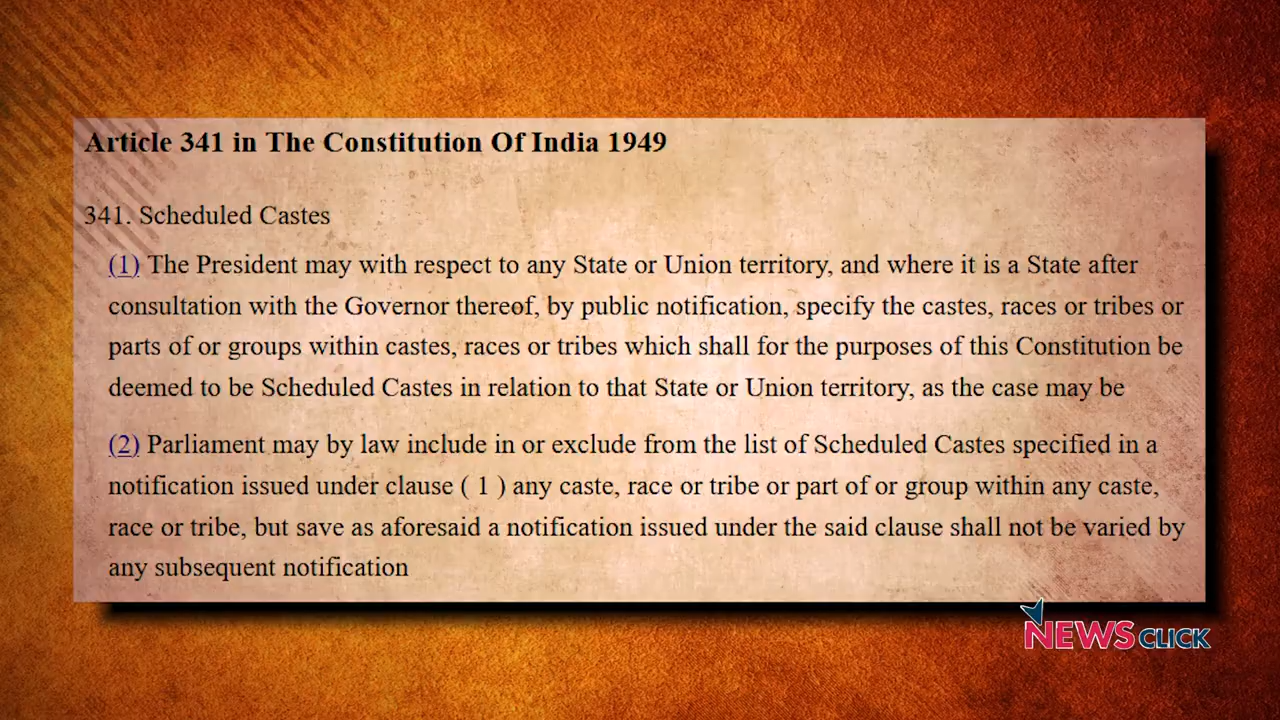 Article 341 in The Constitution Of India 1949
341. Scheduled Castes
(1) The President may with respect to any State or Union territory, and where it is a State after
consultation with the Governor thereof, by public notification, specify the castes, races or tribes or
parts of or groups within castes, races or tribes which shall for the purposes of this Constitution be
deemed to be Scheduled Castes in relation to that State or Union territory, as the case may be
(2) Parliament may by law include in or exclude from the list of Scheduled Castes specified in a
notification issued under clause ( 1 ) any caste, race or tribe or part of or group within any caste,
race or tribe, but save as aforesaid a notification issued under the said clause shall not be varied by
any subsequent notification
NEWSCLICK